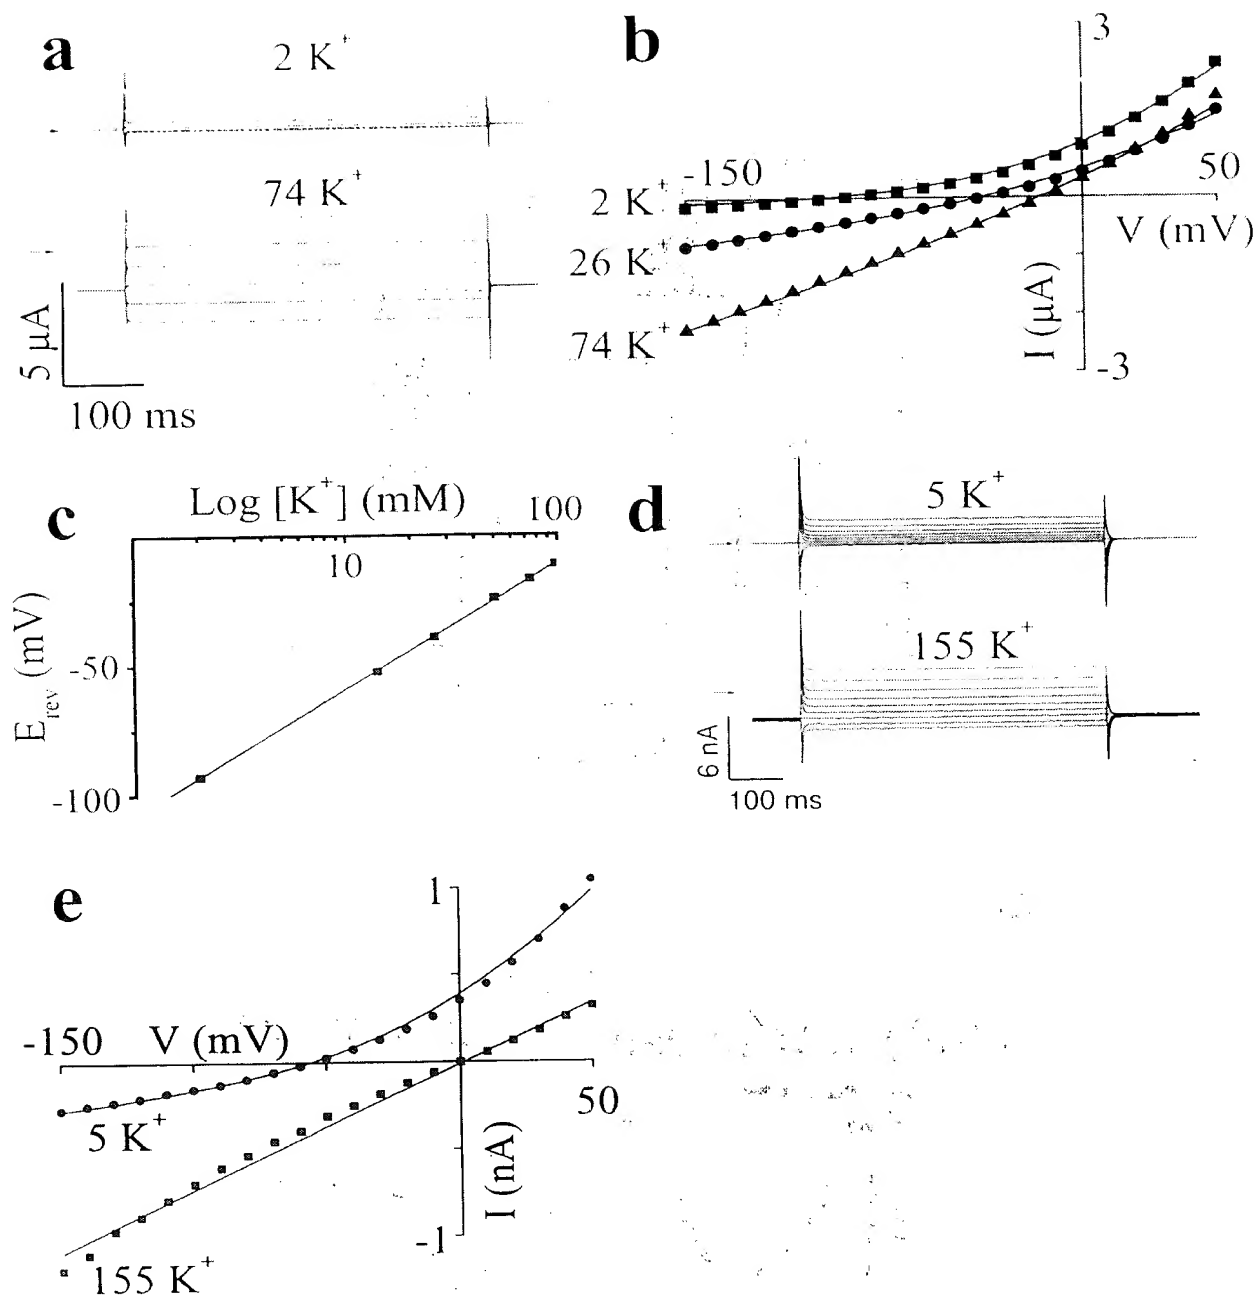 a
2 K⁺
74 K⁺
5 µA
100 ms
b
3
-150
50
2 K⁺
V (mV)
26 K⁺
I (µA)
74 K⁺
-3
c
Log [K⁺] (mM)
100
10
E_rev (mV)
-50
-100
d
5 K⁺
155 K⁺
6 nA
100 ms
e
1
-150
V (mV)
50
5 K⁺
I (nA)
-1
155 K⁺